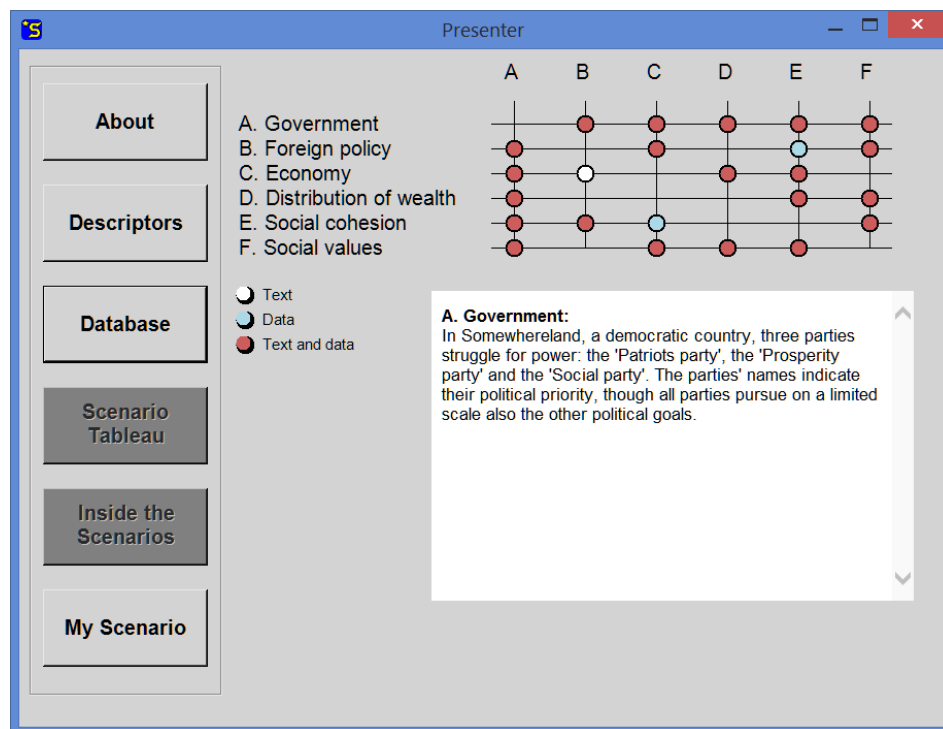 S
Presenter
A B C D E F
About
A. Government
B. Foreign policy
C. Economy
D. Distribution of wealth
E. Social cohesion
F. Social values
Descriptors
Text
Data
Text and data
Database
A. Government:
In Somewhereland, a democratic country, three parties
struggle for power: the 'Patriots party', the 'Prosperity
party' and the 'Social party'. The parties' names indicate
their political priority, though all parties pursue on a limited
scale also the other political goals.
Scenario
Tableau
Inside the
Scenarios
My Scenario